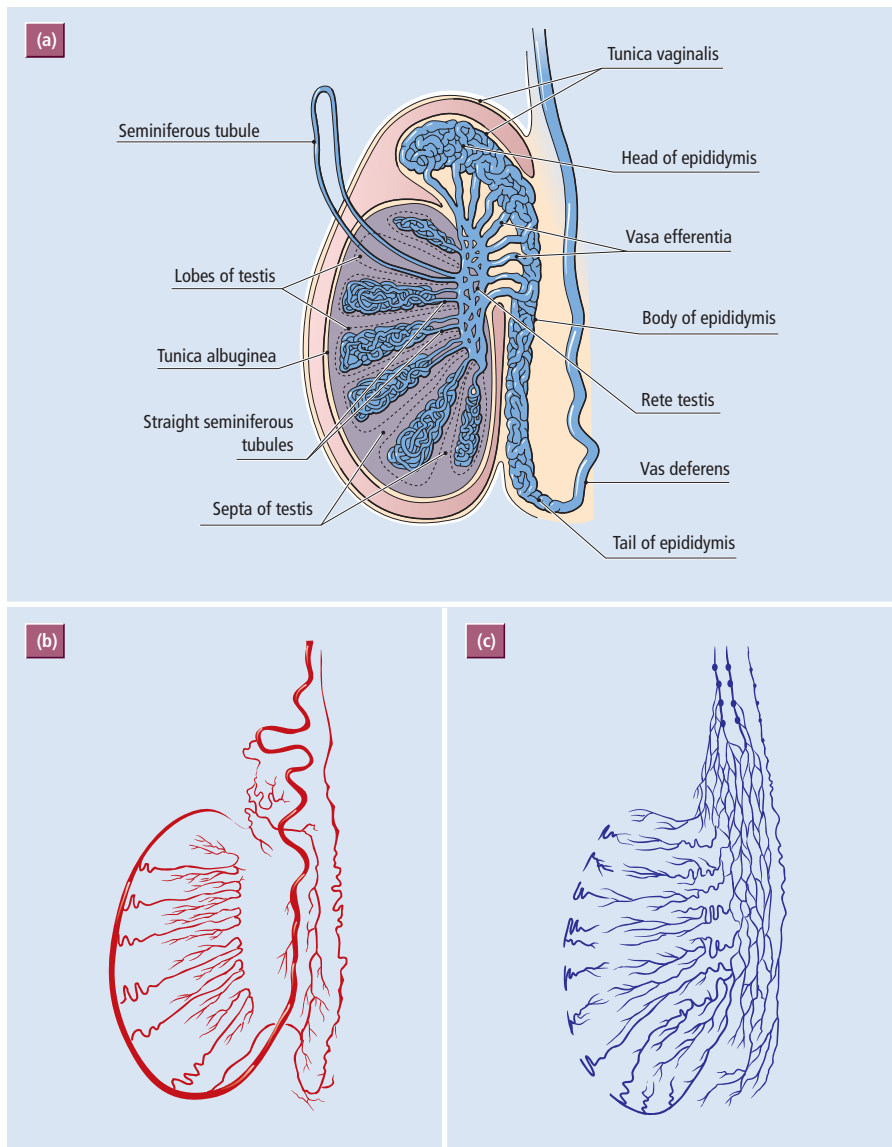 (a)
Tunica vaginalis
Seminiferous tubule
Head of epididymis
Vasa efferentia
Lobes of testis
Body of epididymis
Tunica albuginea
Rete testis
Straight seminiferous
tubules
Vas deferens
Septa of testis
Tail of epididymis
(b)
(c)